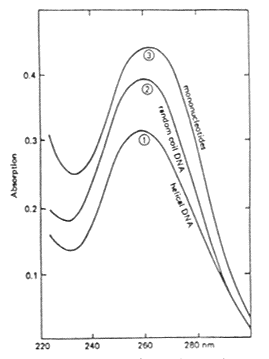 0.4
0.3
0.2
0.1
Absorption
③
②
①
mononucleotides
random coil DNA
helical DNA
220
240
260
280 nm